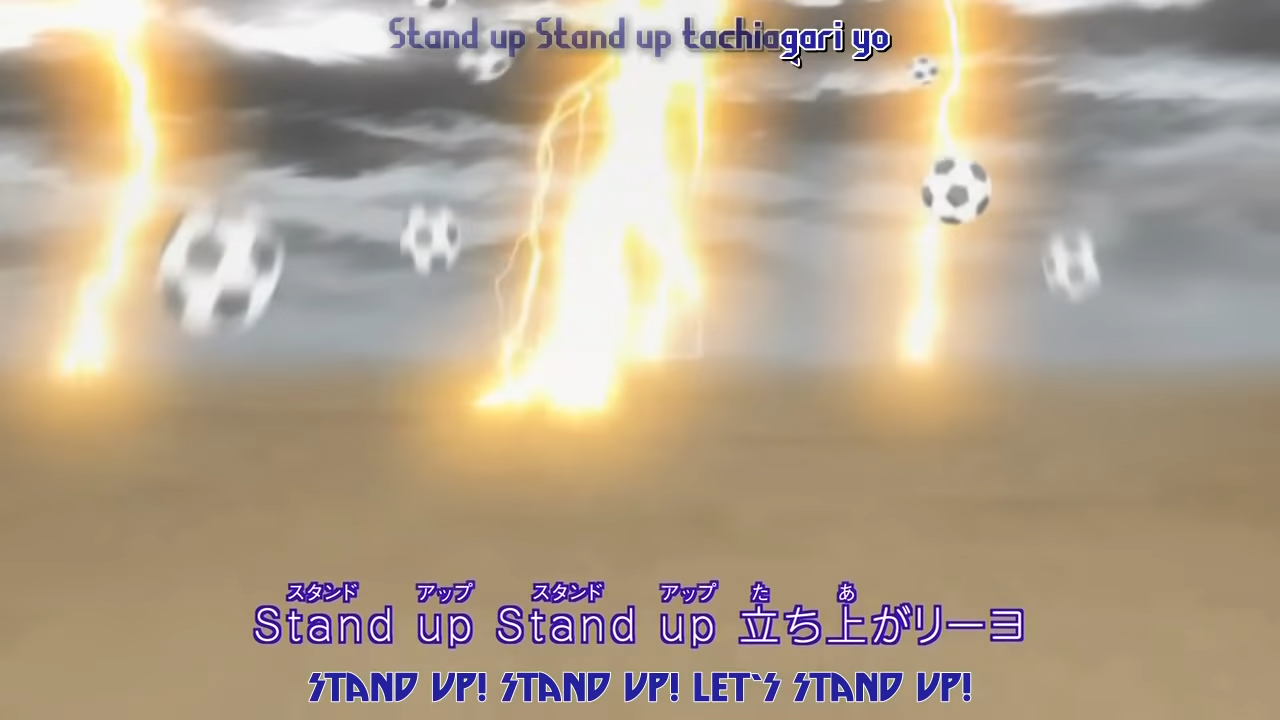 Stand up Stand up tachiagari yo
スタンド アップ スタンド アップ た あ
Stand up Stand up 立ち上がリーヨ
STAND UP! STAND UP! LET`S STAND UP!